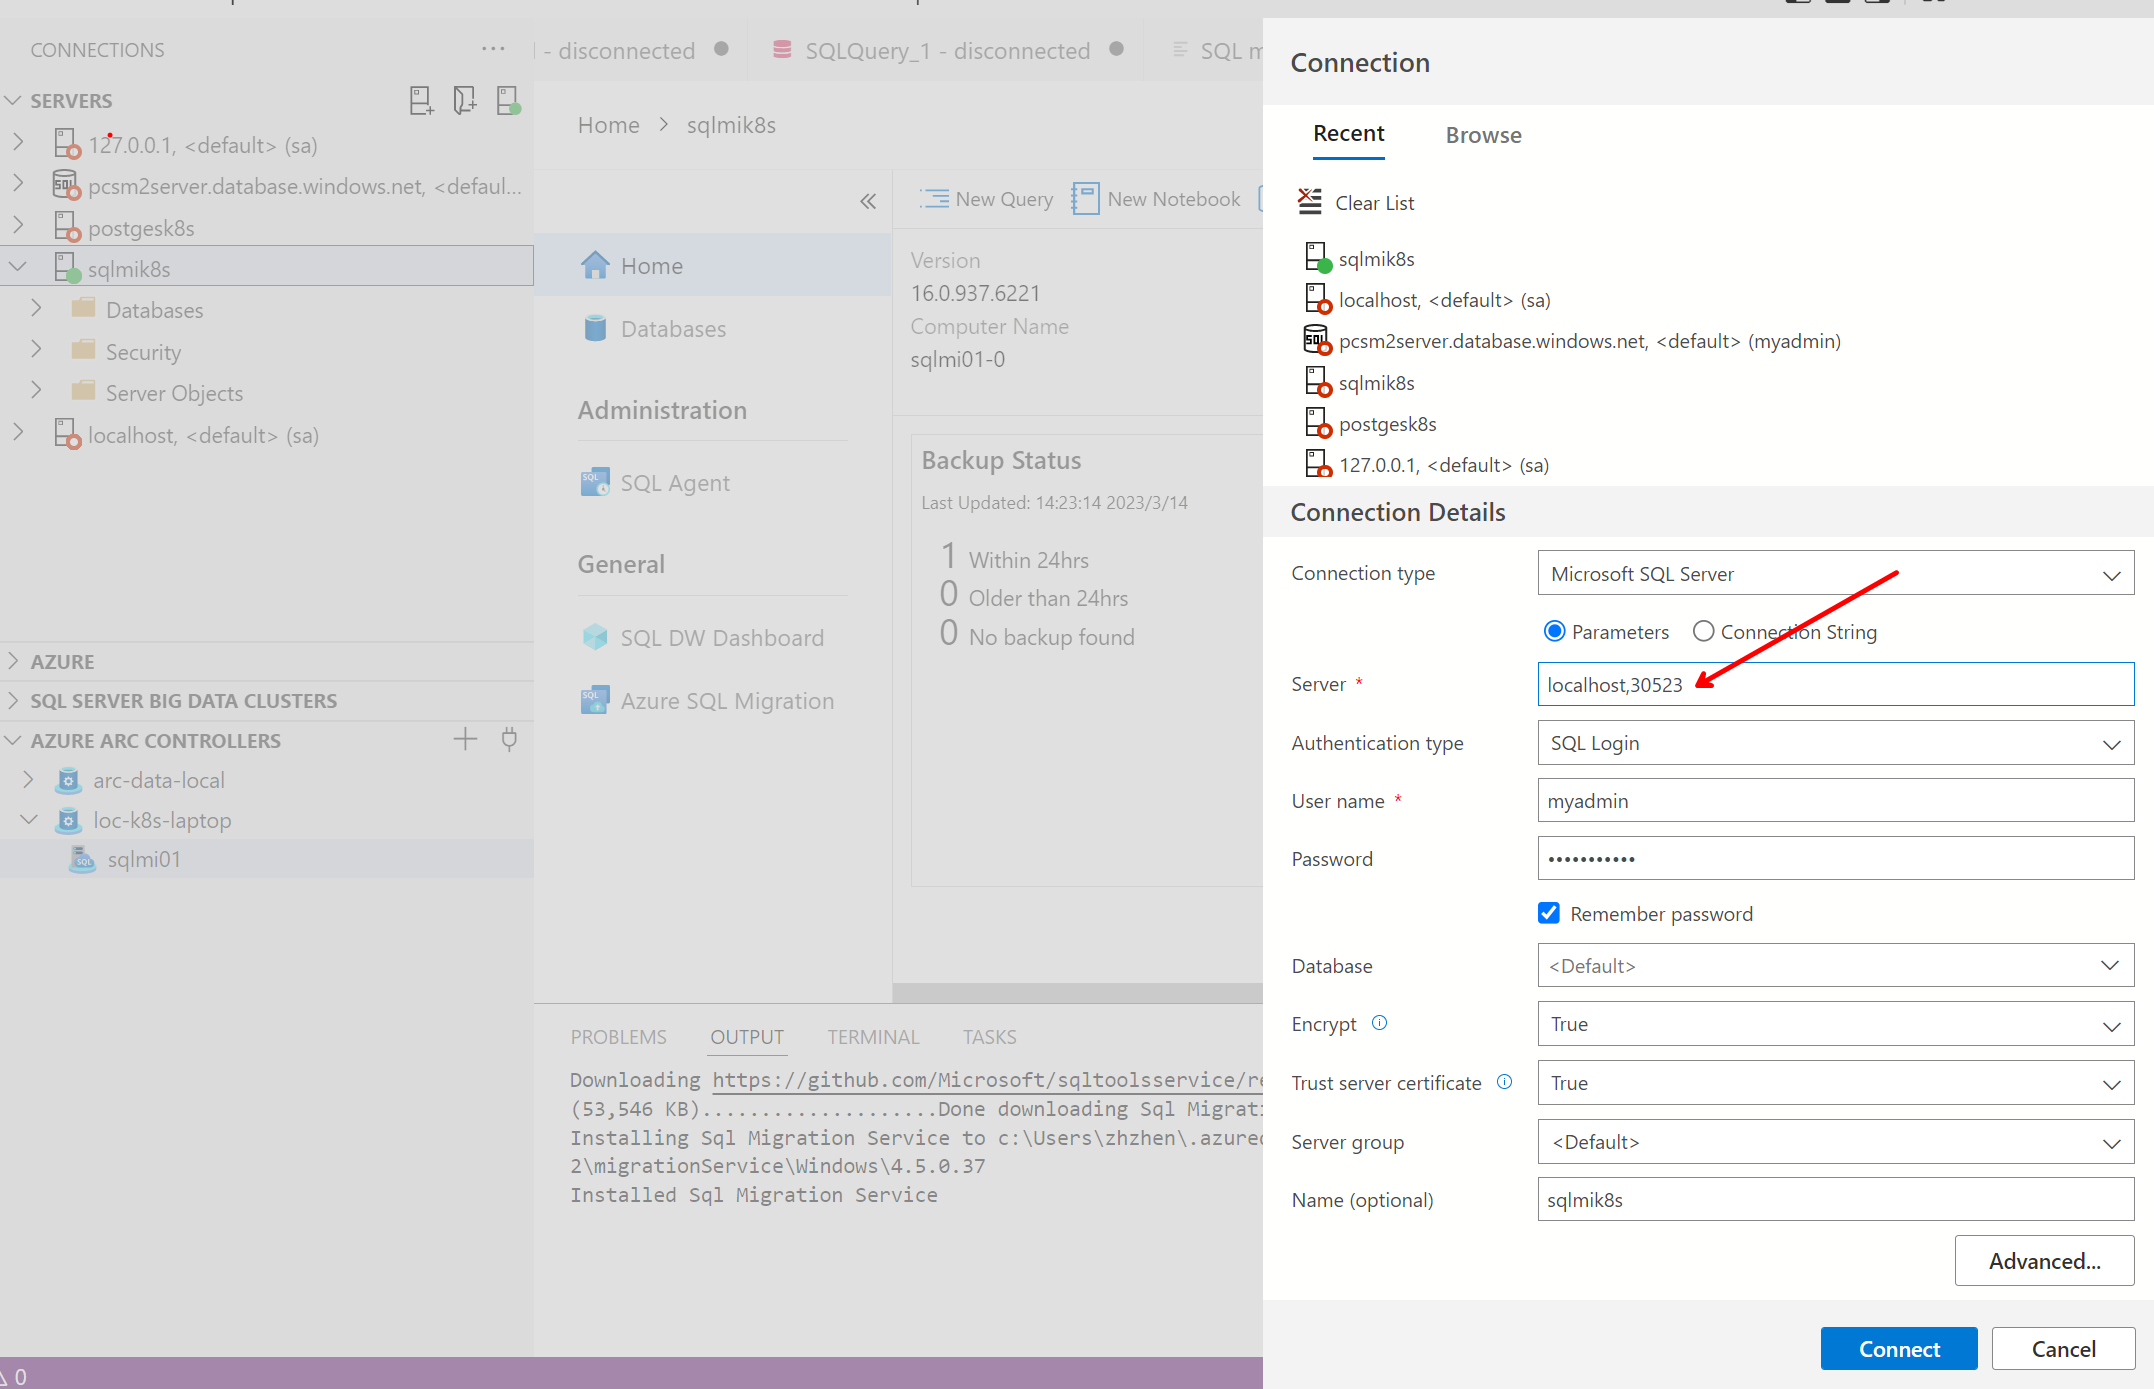 CONNECTIONS
SERVERS
127.0.0.1, <default> (sa)
pcsm2server.database.windows.net, <defaul...
postgesk8s
sqlmik8s
Databases
Security
Server Objects
localhost, <default> (sa)
AZURE
SQL SERVER BIG DATA CLUSTERS
AZURE ARC CONTROLLERS
arc-data-local
loc-k8s-laptop
sqlmi01
0
- disconnected
SQLQuery_1 - disconnected
SQL m
Home > sqlmik8s
New Query
New Notebook
Home
Databases
Administration
SQL Agent
General
SQL DW Dashboard
Azure SQL Migration
Version
16.0.937.6221
Computer Name
sqlmi01-0
Backup Status
Last Updated: 14:23:14 2023/3/14
1 Within 24hrs
0 Older than 24hrs
0 No backup found
PROBLEMS
OUTPUT
TERMINAL
TASKS
Downloading https://github.com/Microsoft/sqltoolsservice/re
(53,546 KB)....................Done downloading Sql Migrati
Installing Sql Migration Service to c:\Users\zhzhen\.azured
2\migrationService\Windows\4.5.0.37
Installed Sql Migration Service
Connection
Recent
Browse
Clear List
sqlmik8s
localhost, <default> (sa)
pcsm2server.database.windows.net, <default> (myadmin)
sqlmik8s
postgesk8s
127.0.0.1, <default> (sa)
Connection Details
Connection type
Microsoft SQL Server
Parameters
Connection String
Server *
localhost,30523
Authentication type
SQL Login
User name *
myadmin
Password
•••••••••••
Remember password
Database
<Default>
Encrypt
True
Trust server certificate
True
Server group
<Default>
Name (optional)
sqlmik8s
Advanced...
Connect
Cancel